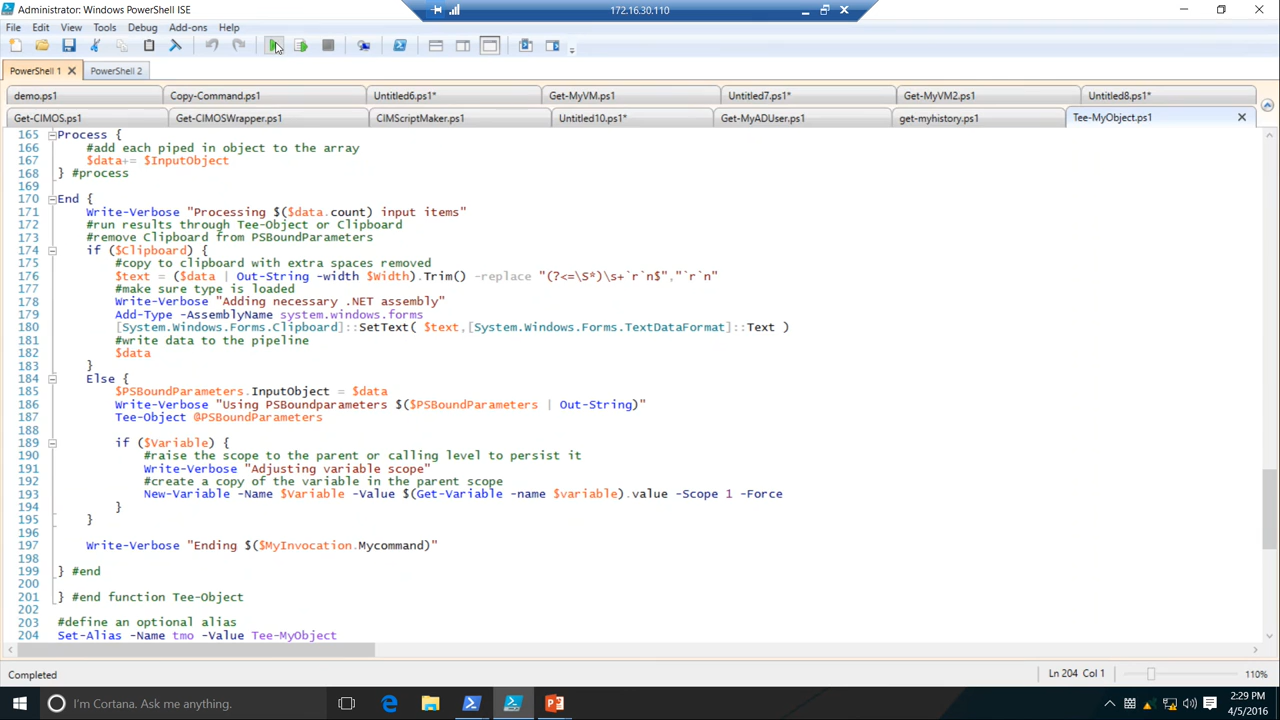 Administrator: Windows PowerShell ISE
172.16.30.110
File Edit View Tools Debug Add-ons Help
PowerShell 1 PowerShell 2
demo.ps1 Copy-Command.ps1 Untitled6.ps1* Get-MyVM.ps1 Untitled7.ps1* Get-MyVM2.ps1 Untitled8.ps1*
Get-CIMOS.ps1 Get-CIMOSWrapper.ps1 CIMScriptMaker.ps1 Untitled10.ps1* Get-MyADUser.ps1 get-myhistory.ps1 Tee-MyObject.ps1
165 Process {
166 #add each piped in object to the array
167 $data+= $InputObject
168 } #process
169
170 End {
171 Write-Verbose "Processing $($data.count) input items"
172 #run results through Tee-Object or Clipboard
173 #remove Clipboard from PSBoundParameters
174 if ($Clipboard) {
175 #copy to clipboard with extra spaces removed
176 $text = ($data | Out-String -width $Width).Trim() -replace "(?<=\S*)\s+`r`n$","`r`n"
177 #make sure type is loaded
178 Write-Verbose "Adding necessary .NET assembly"
179 Add-Type -AssemblyName system.windows.forms
180 [System.Windows.Forms.Clipboard]::SetText( $text,[System.Windows.Forms.TextDataFormat]::Text )
181 #write data to the pipeline
182 $data
183 }
184 Else {
185 $PSBoundParameters.InputObject = $data
186 Write-Verbose "Using PSBoundparameters $($PSBoundParameters | Out-String)"
187 Tee-Object @PSBoundParameters
188
189 if ($Variable) {
190 #raise the scope to the parent or calling level to persist it
191 Write-Verbose "Adjusting variable scope"
192 #create a copy of the variable in the parent scope
193 New-Variable -Name $Variable -Value $(Get-Variable -name $variable).value -Scope 1 -Force
194 }
195 }
196
197 Write-Verbose "Ending $($MyInvocation.Mycommand)"
198
199 } #end
200
201 } #end function Tee-Object
202
203 #define an optional alias
204 Set-Alias -Name tmo -Value Tee-MyObject
Completed Ln 204 Col 1 110%
I'm Cortana. Ask me anything.
2:29 PM
4/5/2016